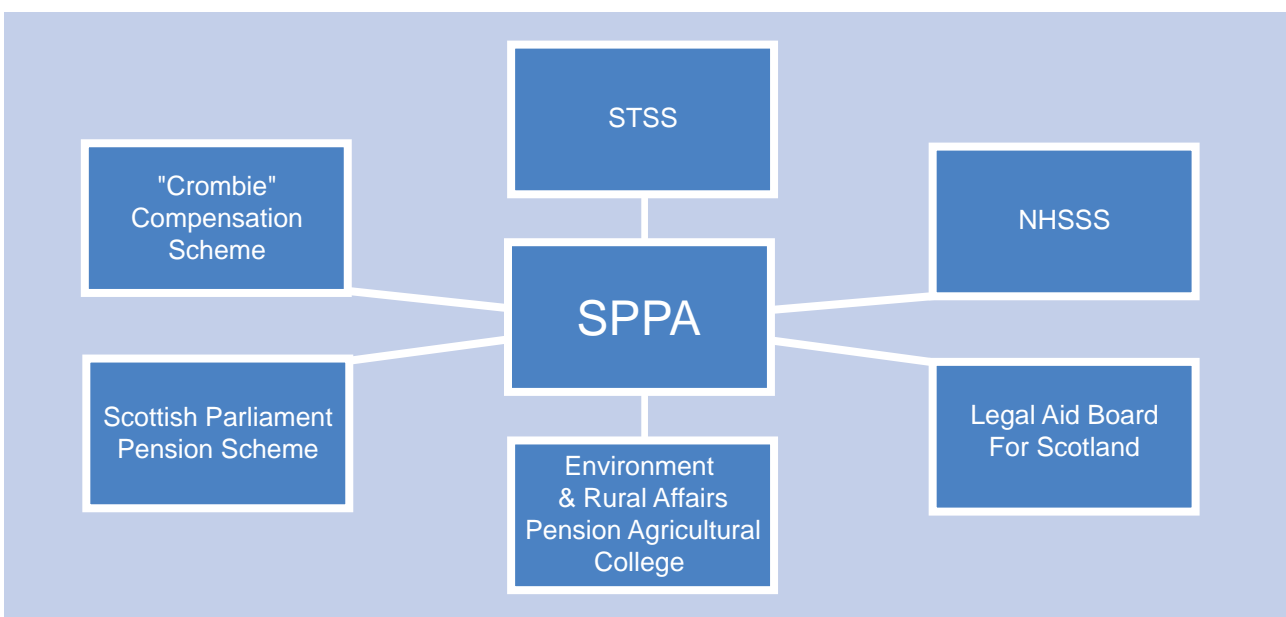 STSS
"Crombie"
Compensation
Scheme
NHSSS
SPPA
Scottish Parliament
Pension Scheme
Legal Aid Board
For Scotland
Environment
& Rural Affairs
Pension Agricultural
College